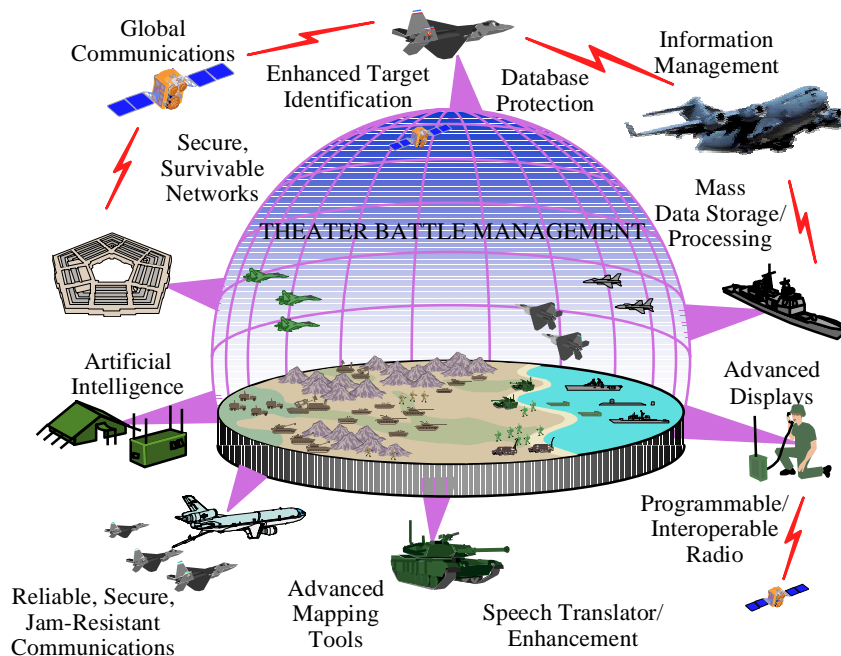 Global
Communications
Enhanced Target
Identification
Database
Protection
Information
Management
Secure,
Survivable
Networks
Mass
Data Storage/
Processing
THEATER BATTLE MANAGEMENT
Artificial
Intelligence
Advanced
Displays
Programmable/
Interoperable
Radio
Reliable, Secure,
Jam-Resistant
Communications
Advanced
Mapping
Tools
Speech Translator/
Enhancement